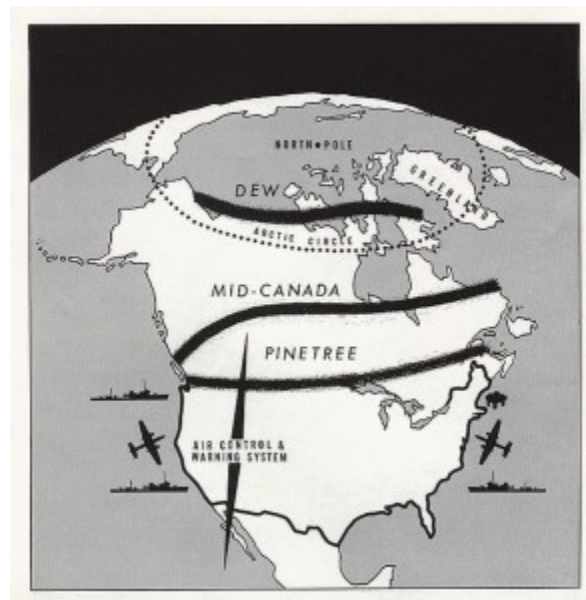 NORTH POLE
GREENLAND
DEW
ARCTIC CIRCLE
MID-CANADA
PINETREE
AIR CONTROL &
WARNING SYSTEM